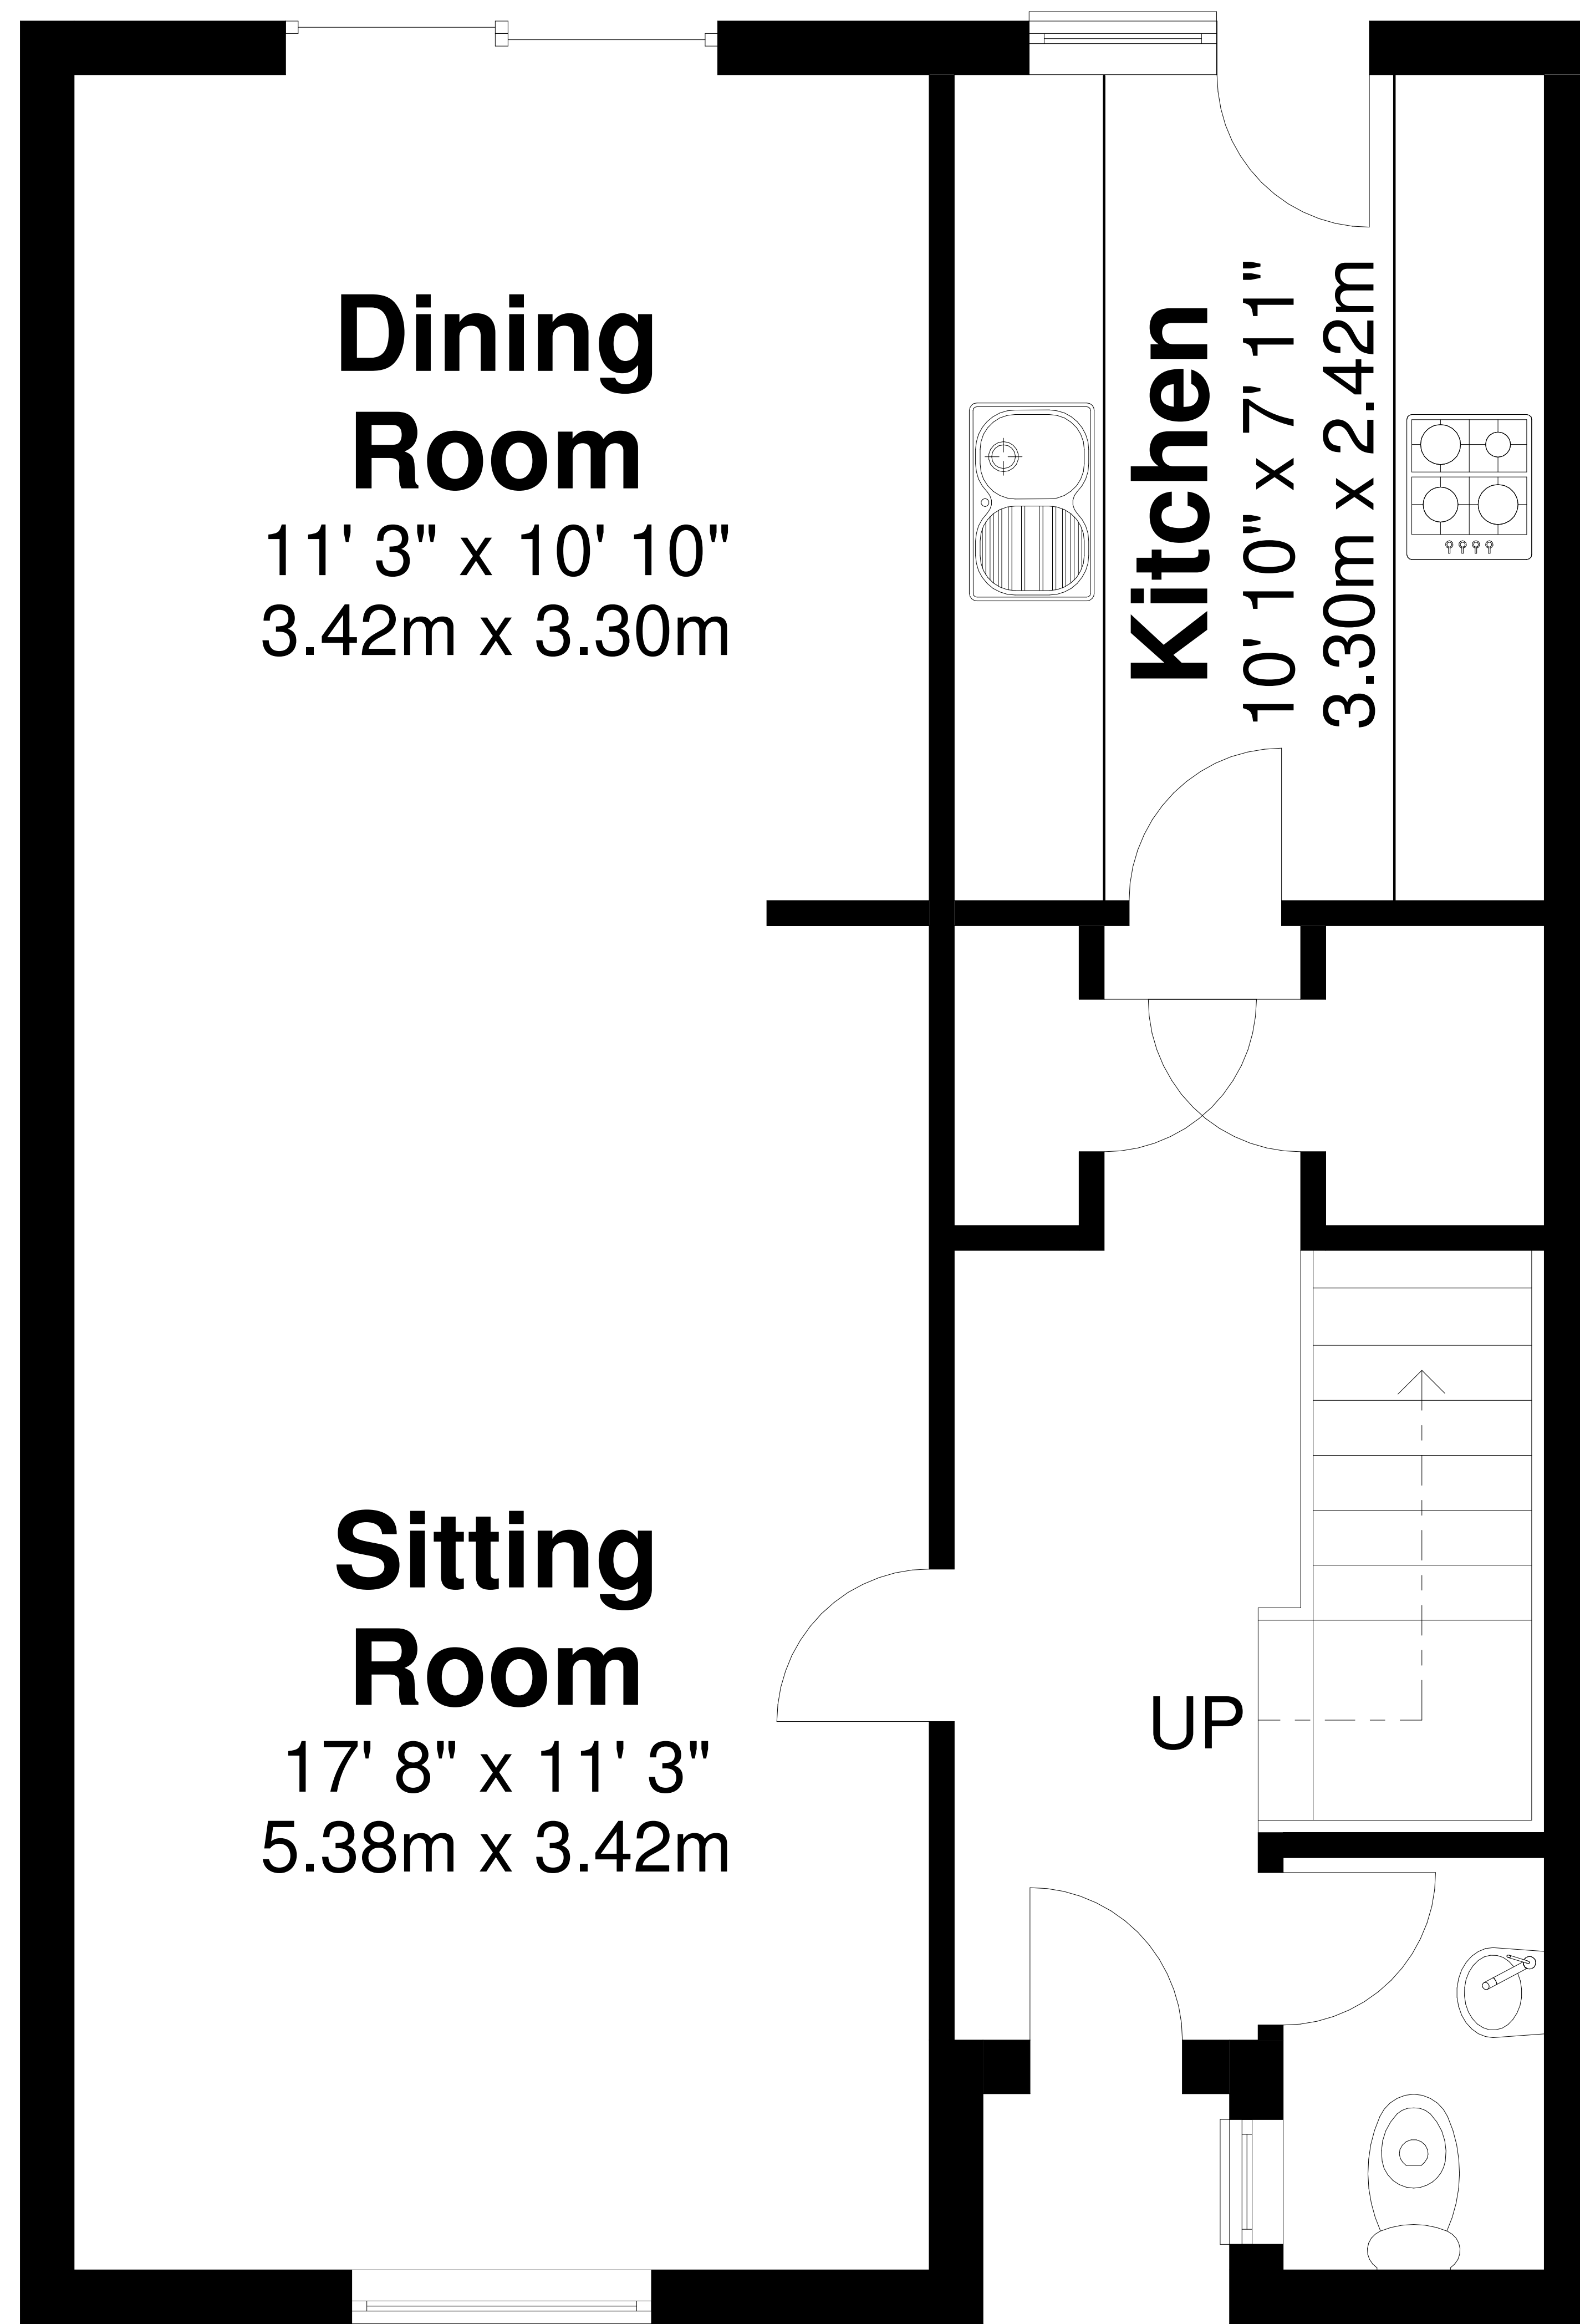 Dining
Room
11' 3" x 10' 10"
3.42m x 3.30m
Kitchen
10' 10" x 7' 11"
3.30m x 2.42m
Sitting
Room
17' 8" x 11' 3"
5.38m x 3.42m
UP